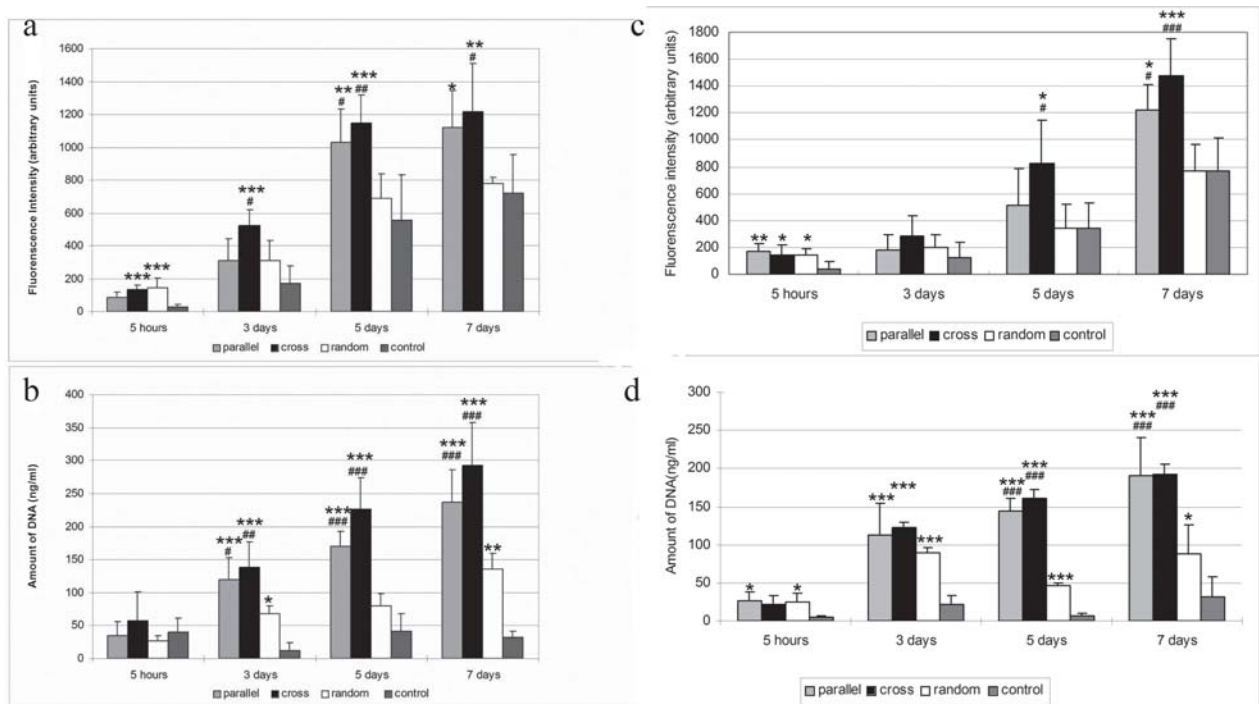 a
Fluorenscence Intensity (arbitrary units)
1600
1400
1200
1000
800
600
400
200
0
*** ***
*** #
** # *** ##
* ** #
5 hours 3 days 5 days 7 days
parallel cross random control
c
Fluorescence intensity (arbitrary units)
1800
1600
1400
1200
1000
800
600
400
200
0
** * *
* #
* # *** ###
5 hours 3 days 5 days 7 days
parallel cross random control
b
Amount of DNA(ng/ml)
400
350
300
250
200
150
100
50
0
*** # *** ## *
*** ### *** ###
*** ### *** ### **
5 hours 3 days 5 days 7 days
parallel cross random control
d
Amount of DNA(ng/ml)
300
250
200
150
100
50
0
* *
*** *** ***
*** ### *** ### ***
*** ### *** ### *
5 hours 3 days 5 days 7 days
parallel cross random control